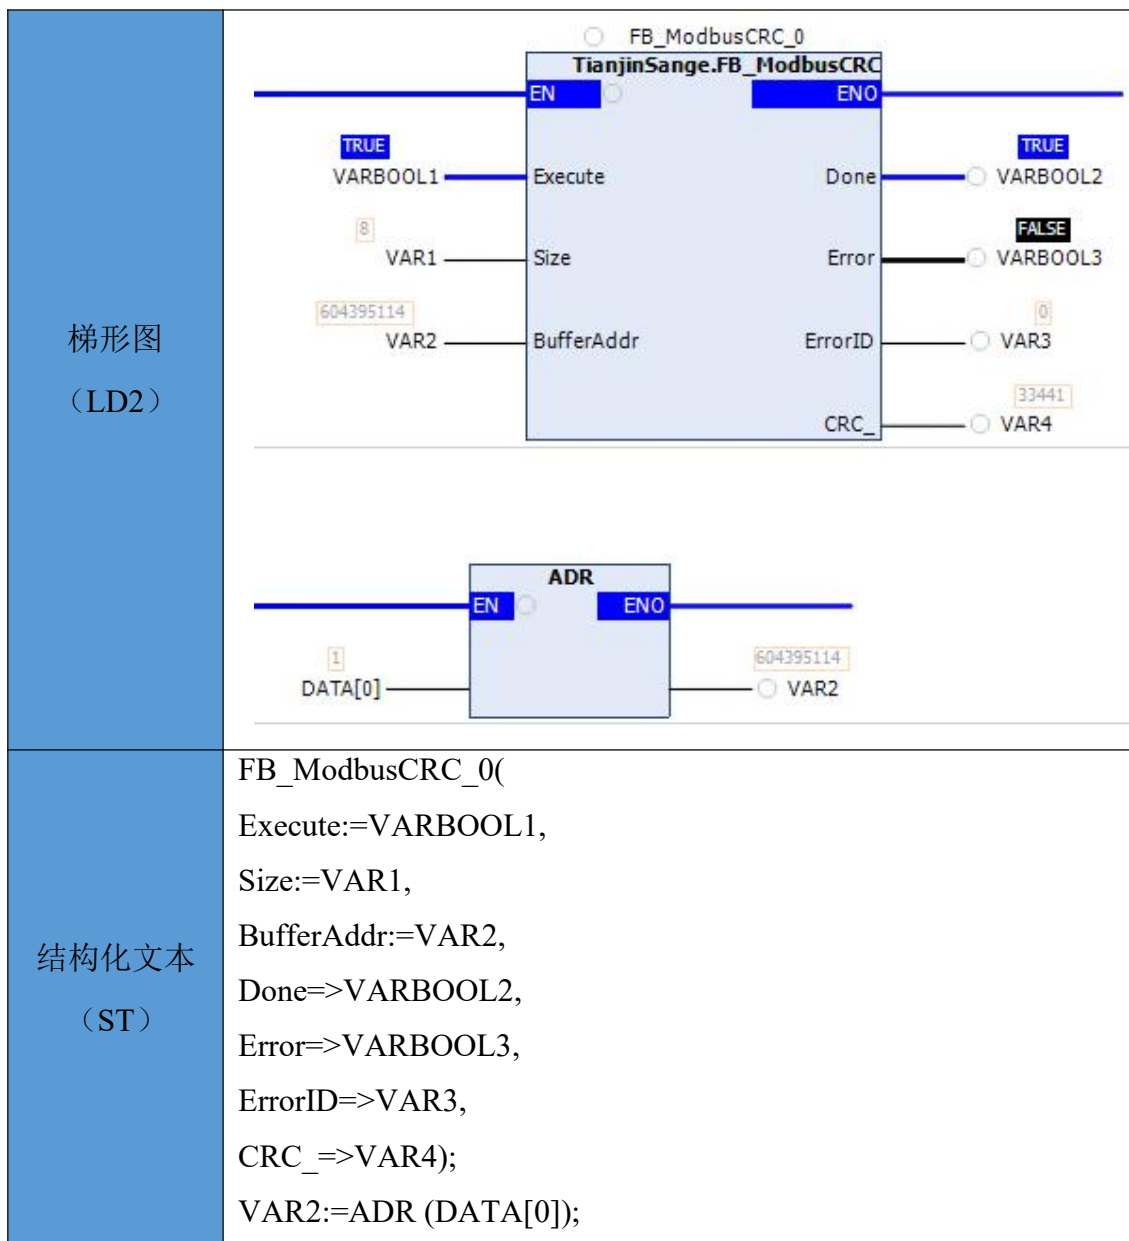 梯形图
（LD2）
FB_ModbusCRC_0
TianjinSange.FB_ModbusCRC
EN ENO
TRUE TRUE
VARBOOL1 Execute Done VARBOOL2
8 FALSE
VAR1 Size Error VARBOOL3
604395114 0
VAR2 BufferAddr ErrorID VAR3
33441
CRC_ VAR4
ADR
EN ENO
1 604395114
DATA[0] VAR2
结构化文本
（ST）
FB_ModbusCRC_0(
Execute:=VARBOOL1,
Size:=VAR1,
BufferAddr:=VAR2,
Done=>VARBOOL2,
Error=>VARBOOL3,
ErrorID=>VAR3,
CRC_=>VAR4);
VAR2:=ADR (DATA[0]);